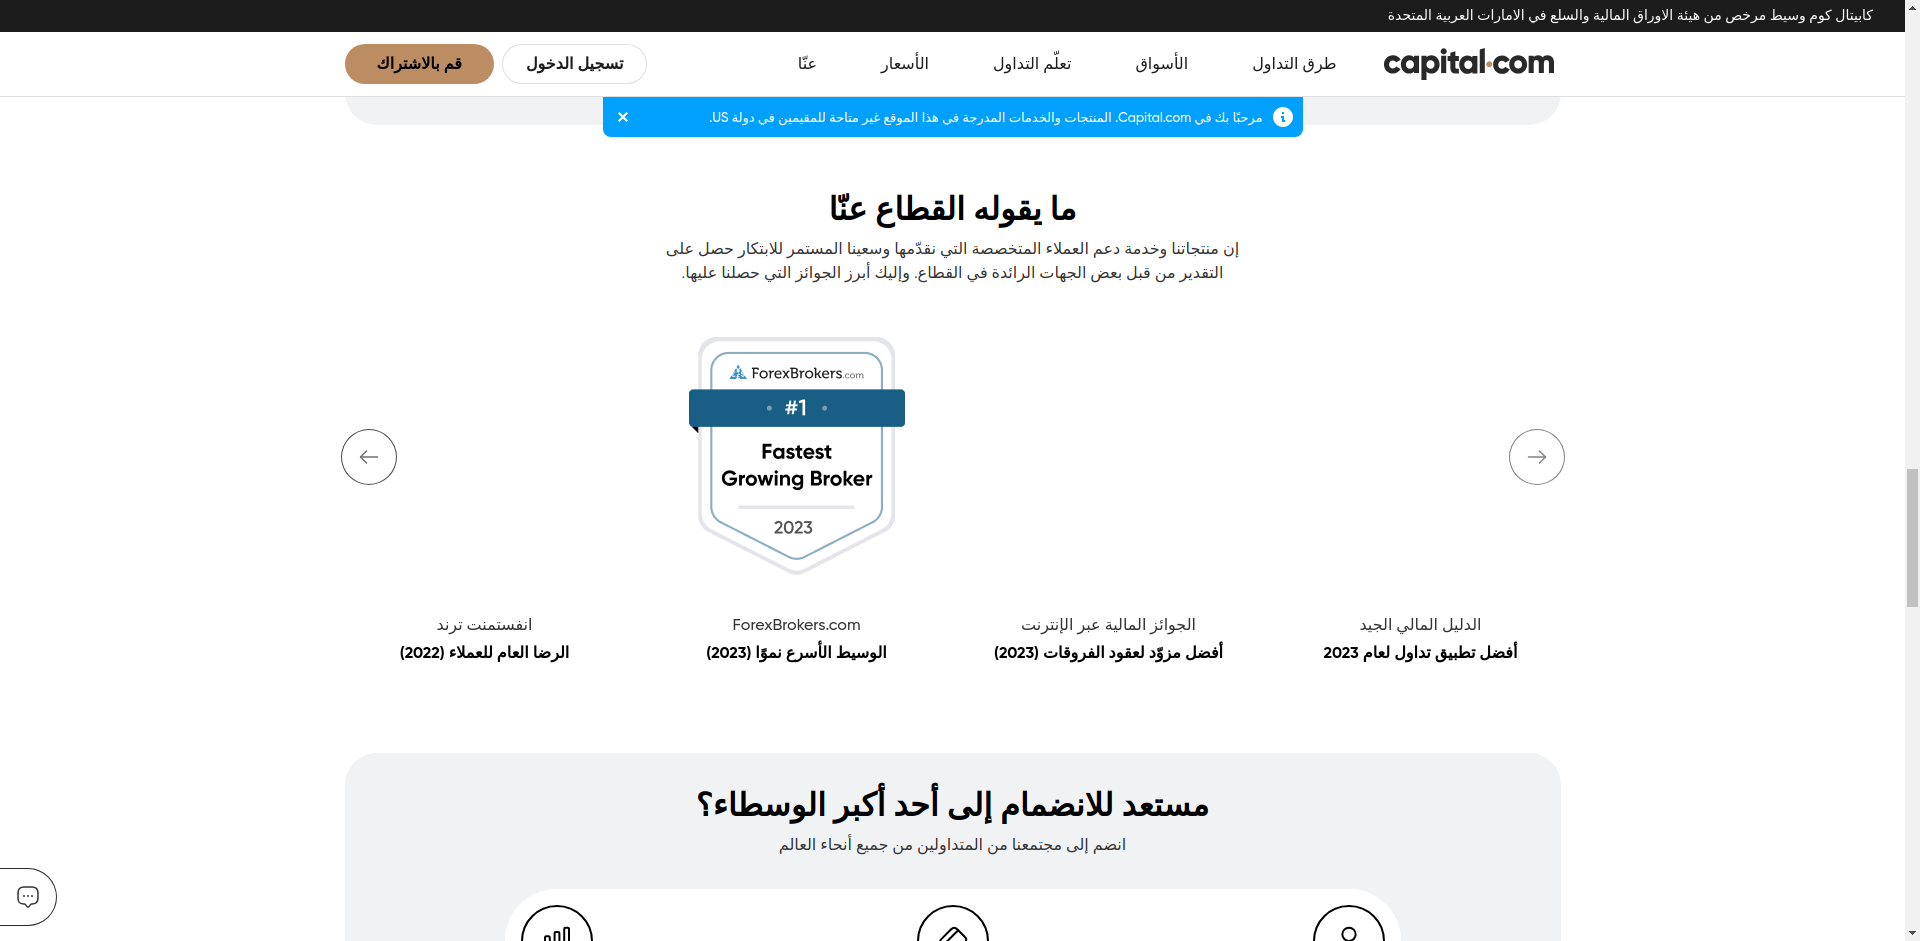 كابيتال كوم وسيط مرخص من هيئة الاوراق المالية والسلع في الامارات العربية المتحدة
capital.com
طرق التداول
الأسواق
تعلّم التداول
الأسعار
عنّا
تسجيل الدخول
قم بالاشتراك
مرحبًا بك في Capital.com. المنتجات والخدمات المدرجة في هذا الموقع غير متاحة للمقيمين في دولة US.
ما يقوله القطاع عنّا
إن منتجاتنا وخدمة دعم العملاء المتخصصة التي نقدّمها وسعينا المستمر للابتكار حصل على
التقدير من قبل بعض الجهات الرائدة في القطاع. وإليك أبرز الجوائز التي حصلنا عليها.
ForexBrokers.com
#1
Fastest
Growing Broker
2023
الدليل المالي الجيد
أفضل تطبيق تداول لعام 2023
الجوائز المالية عبر الإنترنت
أفضل مزوّد لعقود الفروقات (2023)
ForexBrokers.com
الوسيط الأسرع نموًا (2023)
انفستمنت ترند
الرضا العام للعملاء (2022)
مستعد للانضمام إلى أحد أكبر الوسطاء؟
انضم إلى مجتمعنا من المتداولين من جميع أنحاء العالم